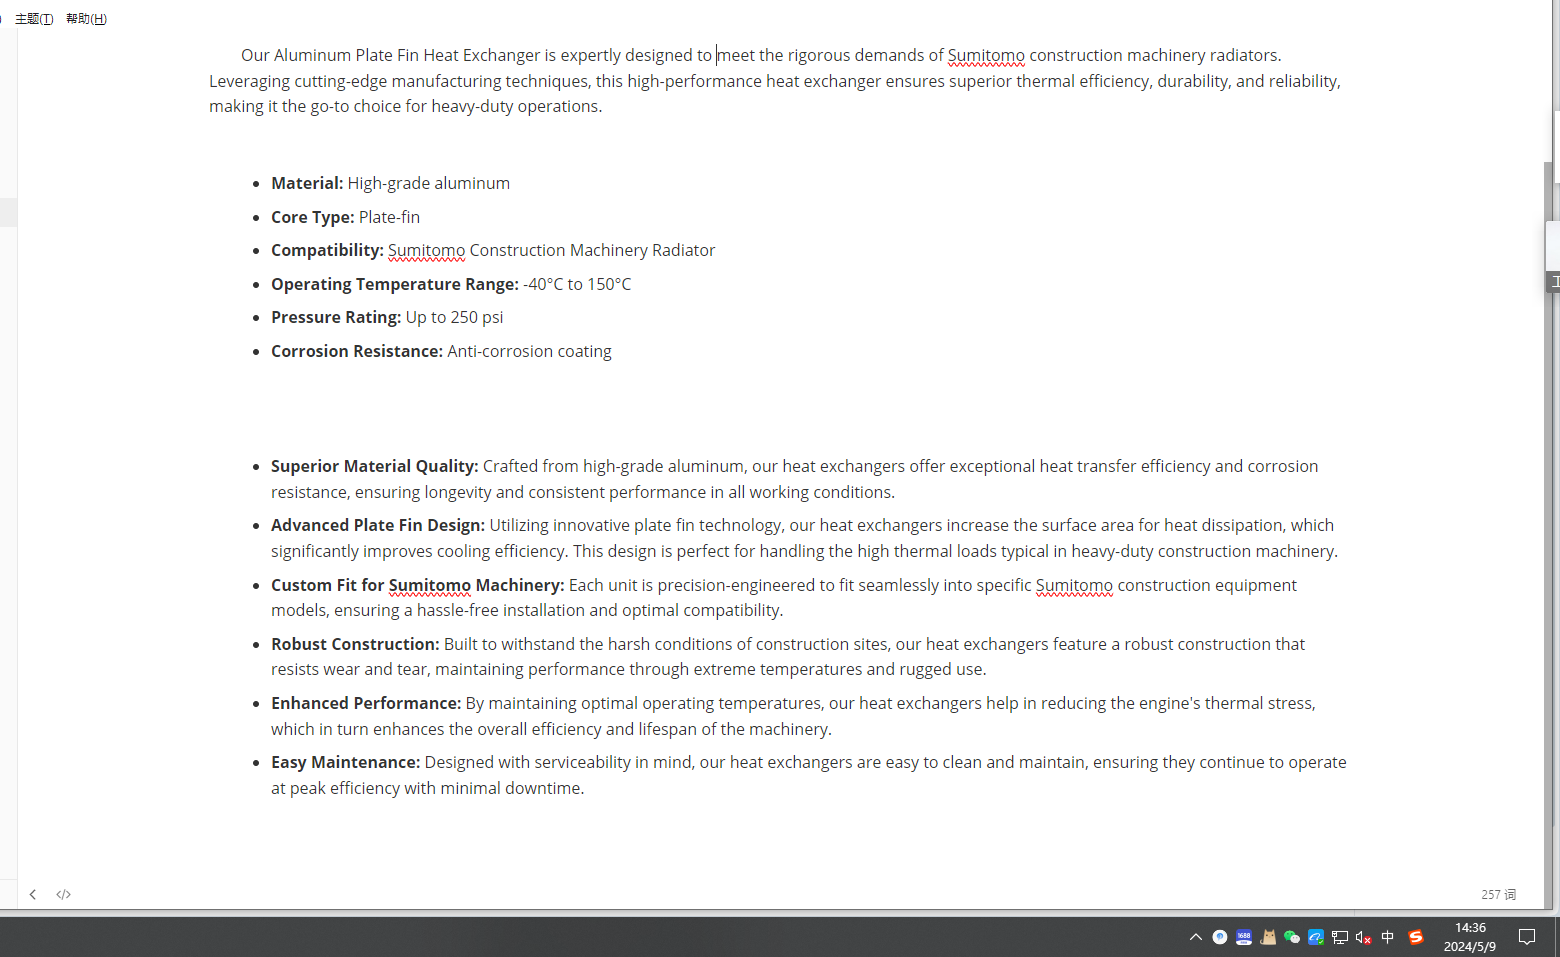 主题(T) 帮助(H)
Our Aluminum Plate Fin Heat Exchanger is expertly designed to meet the rigorous demands of Sumitomo construction machinery radiators.
Leveraging cutting-edge manufacturing techniques, this high-performance heat exchanger ensures superior thermal efficiency, durability, and reliability,
making it the go-to choice for heavy-duty operations.
• Material: High-grade aluminum
• Core Type: Plate-fin
• Compatibility: Sumitomo Construction Machinery Radiator
• Operating Temperature Range: -40°C to 150°C
• Pressure Rating: Up to 250 psi
• Corrosion Resistance: Anti-corrosion coating
• Superior Material Quality: Crafted from high-grade aluminum, our heat exchangers offer exceptional heat transfer efficiency and corrosion
resistance, ensuring longevity and consistent performance in all working conditions.
• Advanced Plate Fin Design: Utilizing innovative plate fin technology, our heat exchangers increase the surface area for heat dissipation, which
significantly improves cooling efficiency. This design is perfect for handling the high thermal loads typical in heavy-duty construction machinery.
• Custom Fit for Sumitomo Machinery: Each unit is precision-engineered to fit seamlessly into specific Sumitomo construction equipment
models, ensuring a hassle-free installation and optimal compatibility.
• Robust Construction: Built to withstand the harsh conditions of construction sites, our heat exchangers feature a robust construction that
resists wear and tear, maintaining performance through extreme temperatures and rugged use.
• Enhanced Performance: By maintaining optimal operating temperatures, our heat exchangers help in reducing the engine's thermal stress,
which in turn enhances the overall efficiency and lifespan of the machinery.
• Easy Maintenance: Designed with serviceability in mind, our heat exchangers are easy to clean and maintain, ensuring they continue to operate
at peak efficiency with minimal downtime.
</> 257 词
1688 中 S 14:36
2024/5/9